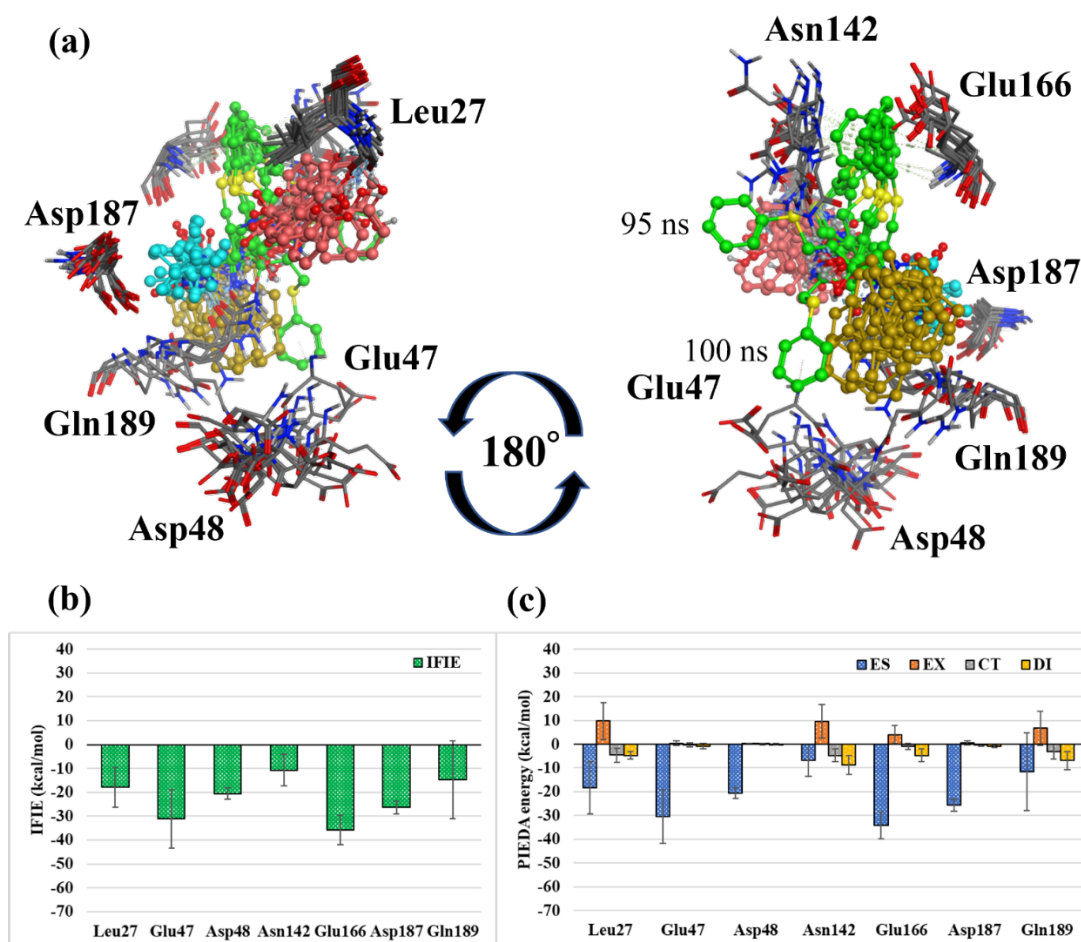 (a)
Asn142
Leu27
Glu166
Asp187
95 ns
Asp187
100 ns
Glu47
Glu47
Gln189
180°
Gln189
Asp48
Asp48
(b)
(c)
40
30
20
10
0
-10
-20
-30
-40
-50
-60
-70
IFIE (kcal/mol)
IFIE
Leu27 Glu47 Asp48 Asn142 Glu166 Asp187 Gln189
40
30
20
10
0
-10
-20
-30
-40
-50
-60
-70
PIEDA energy (kcal/mol)
ES EX CT DI
Leu27 Glu47 Asp48 Asn142 Glu166 Asp187 Gln189